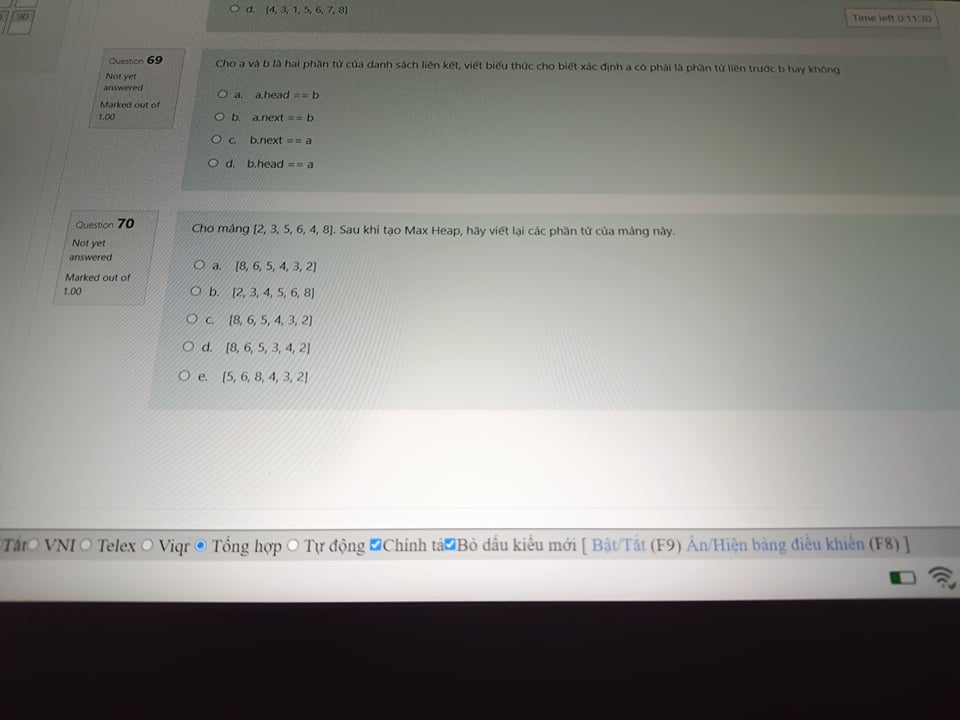 90
d. [4, 3, 1, 5, 6, 7, 8]
Time left 0:11:30
Question 69
Not yet
answered
Marked out of
1.00
Cho a và b là hai phần tử của danh sách liên kết, viết biểu thức cho biết xác định a có phải là phần tử liền trước b hay không
a. a.head == b
b. a.next == b
c. b.next == a
d. b.head == a
Question 70
Not yet
answered
Marked out of
1.00
Cho mảng [2, 3, 5, 6, 4, 8]. Sau khi tạo Max Heap, hãy viết lại các phần tử của mảng này.
a. [8, 6, 5, 4, 3, 2]
b. [2, 3, 4, 5, 6, 8]
c. [8, 6, 5, 4, 3, 2]
d. [8, 6, 5, 3, 4, 2]
e. [5, 6, 8, 4, 3, 2]
Tắt VNI Telex Viqr Tổng hợp Tự động Chính tả Bỏ dấu kiểu mới [ Bật/Tắt (F9) Ẩn/Hiện bảng điều khiển (F8) ]